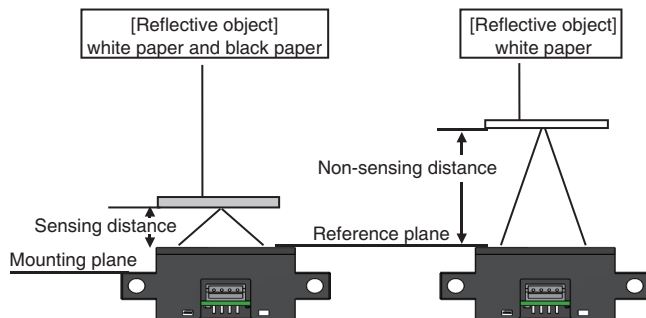 [Reflective object]
white paper and black paper
[Reflective object]
white paper
Non-sensing distance
Sensing distance
Reference plane
Mounting plane